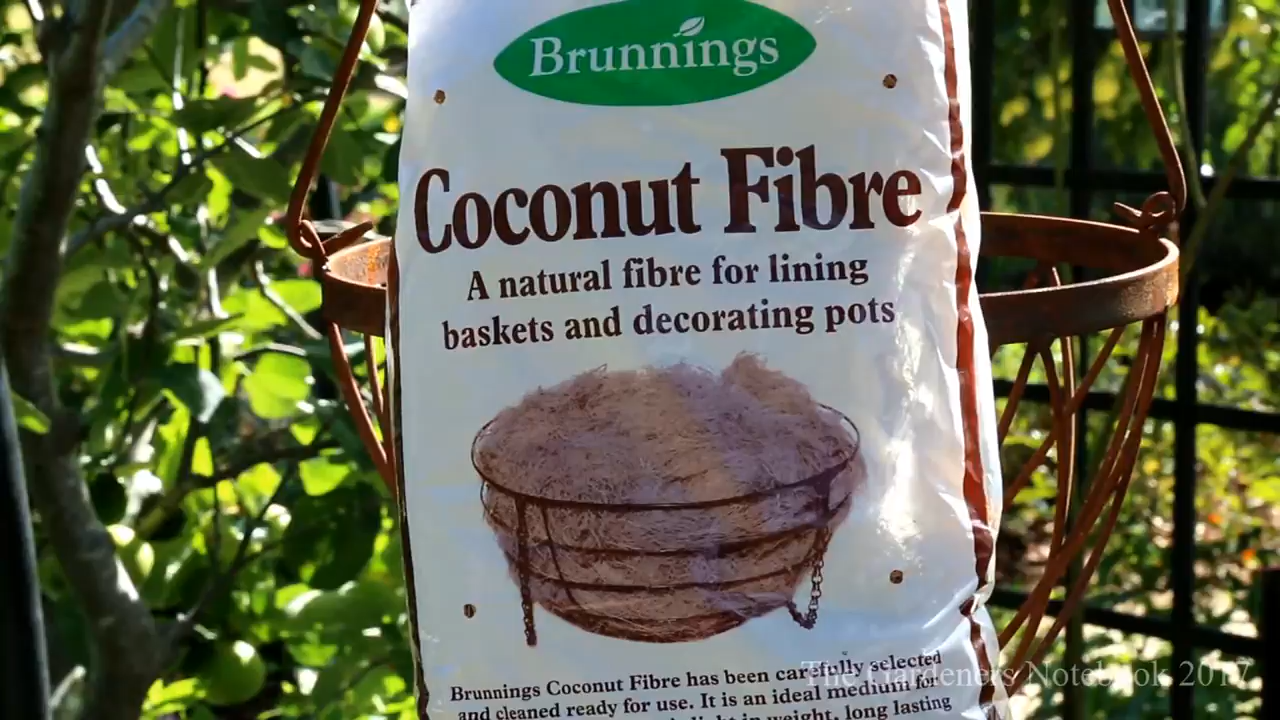 Brunnings
Coconut Fibre
A natural fibre for lining
baskets and decorating pots
Brunnings Coconut Fibre has been carefully selected
and cleaned ready for use. It is an ideal medium for
in weight, long lasting
The Gardeners Notebook 2017